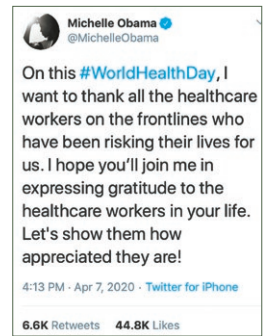 Michelle Obama
@MichelleObama
On this #WorldHealthDay, I
want to thank all the healthcare
workers on the frontlines who
have been risking their lives for
us. I hope you'll join me in
expressing gratitude to the
healthcare workers in your life.
Let's show them how
appreciated they are!
4:13 PM · Apr 7, 2020 · Twitter for iPhone
6.6K Retweets 44.8K Likes